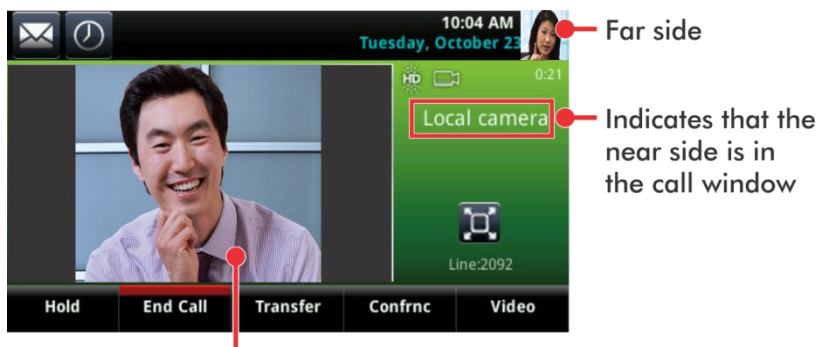 10:04 AM
Tuesday, October 23
Far side
HD
0:21
Local camera
Indicates that the
near side is in
the call window
Line:2092
Hold
End Call
Transfer
Confrnc
Video